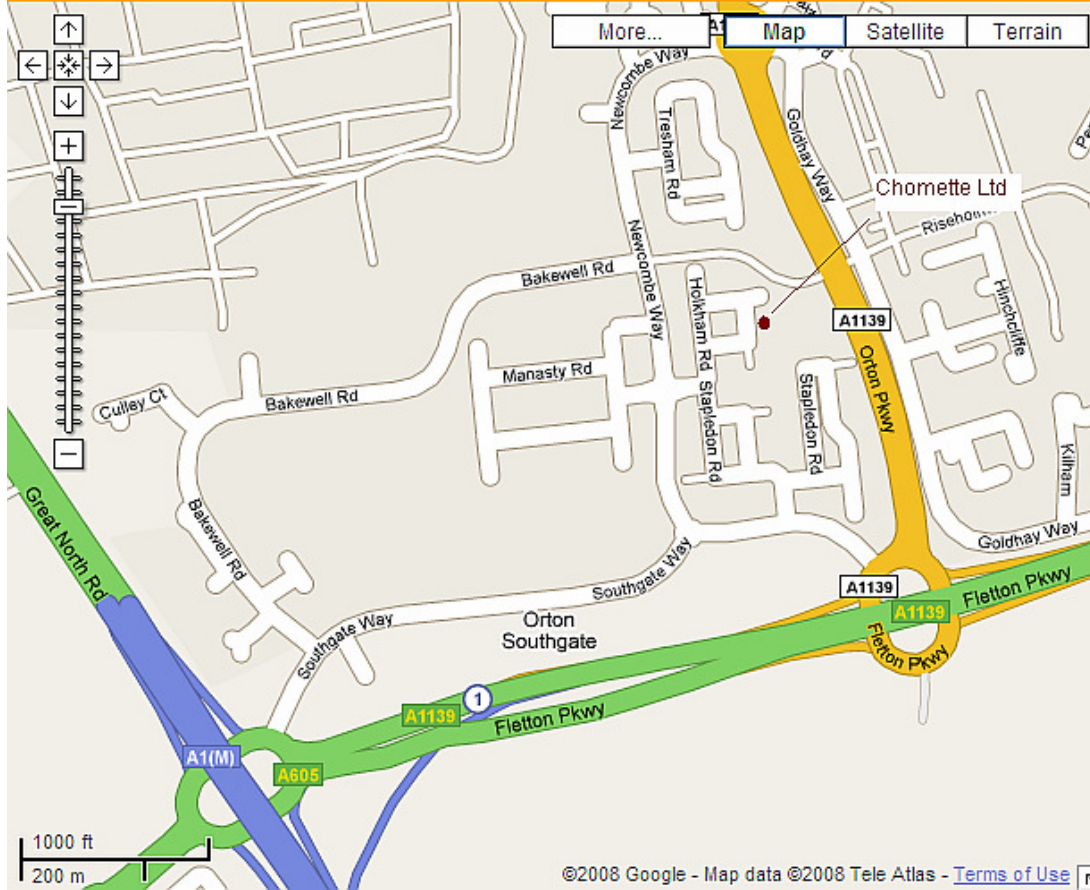 More...
Map
Satellite
Terrain
Newcombe Way
Tresham Rd
Goldhay Way
Chomette Ltd
Newcombe Way
Bakewell Rd
Holkham Rd
Hinchcliffe
A1139
Orton Pkwy
Manasty Rd
Stapledon Rd
Stapledon Rd
Culley Ct
Bakewell Rd
Kilham
Great North Rd
Bakewell Rd
Goldhay Way
Southgate Way
A1139
Fletton Pkwy
A1139
Orton
Southgate
Southgate Way
Fletton Pkwy
1
A1139
Fletton Pkwy
A1(M)
A605
1000 ft
200 m
©2008 Google - Map data ©2008 Tele Atlas - Terms of Use